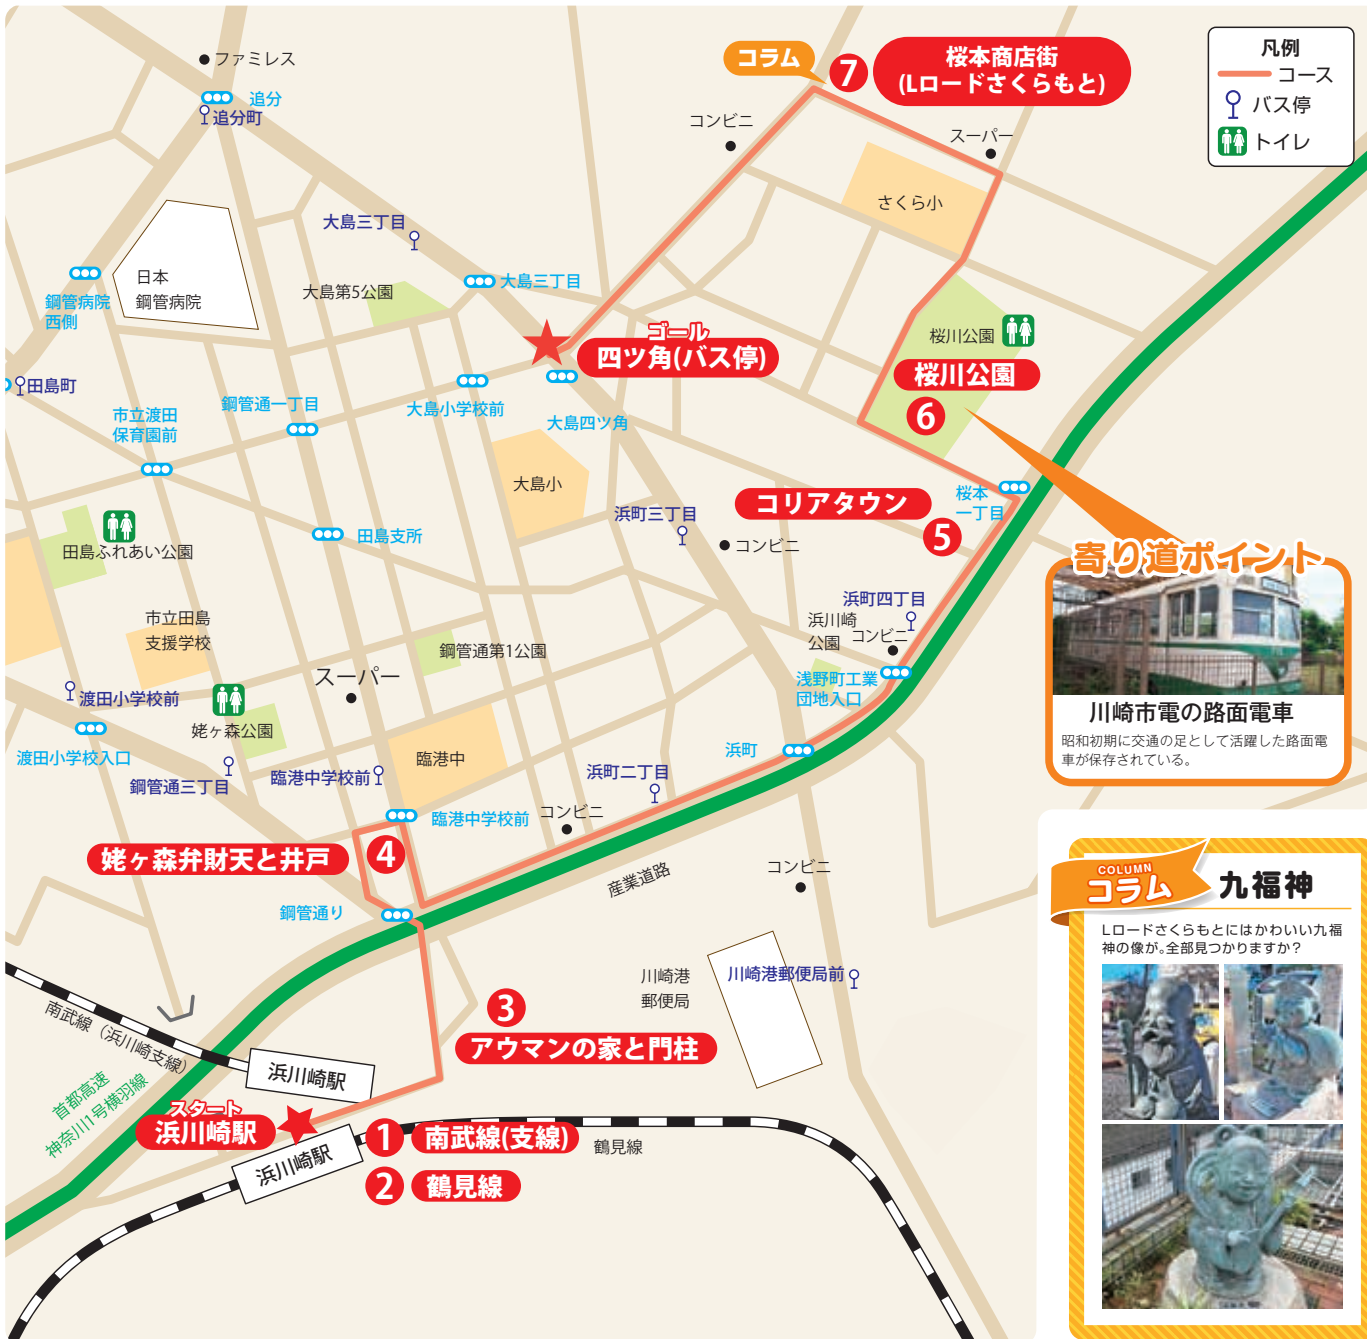 ファミレス
追分
追分町
コラム
7
桜本商店街
(Lロードさくらもと)
凡例
コース
バス停
トイレ
コンビニ
スーパー
さくら小
大島三丁目
日本
鋼管病院
鋼管病院
西側
大島第5公園
大島三丁目
ゴール
四ツ角(バス停)
桜川公園
桜川公園
6
田島町
市立渡田
保育園前
鋼管通一丁目
大島小学校前
大島四ツ角
大島小
コリアタウン
5
桜本
一丁目
浜町三丁目
コンビニ
田島支所
田島ふれあい公園
寄り道ポイント
川崎市電の路面電車
昭和初期に交通の足として活躍した路面電
車が保存されている。
市立田島
支援学校
鋼管通第1公園
浜町四丁目
浜川崎
公園
コンビニ
浅野町工業
団地入口
スーパー
渡田小学校前
姥ヶ森公園
渡田小学校入口
鋼管通三丁目
臨港中学校前
臨港中
浜町二丁目
浜町
臨港中学校前
コンビニ
姥ヶ森弁財天と井戸
4
産業道路
コンビニ
鋼管通り
COLUMN
コラム
九福神
Lロードさくらもとにはかわいい九福
神の像が。全部見つかりますか?
川崎港
郵便局
川崎港郵便局前
3
アウマンの家と門柱
南武線(浜川崎支線)
浜川崎駅
首都高速
神奈川1号横羽線
スタート
浜川崎駅
浜川崎駅
1
南武線(支線)
2
鶴見線
鶴見線